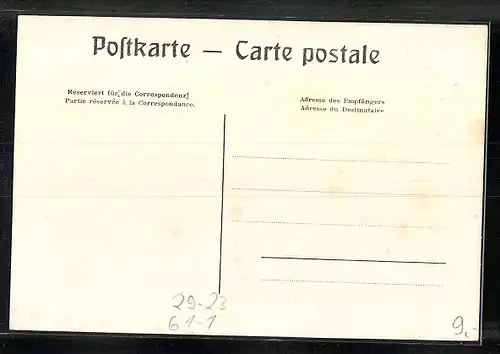 Poſtkarte — Carte postale
Reserviert für die Correspondenz
Partie réservée à la Correspondance.
Adresse des Empfängers
Adresse du Destinataire
29-23
61-1
9,-